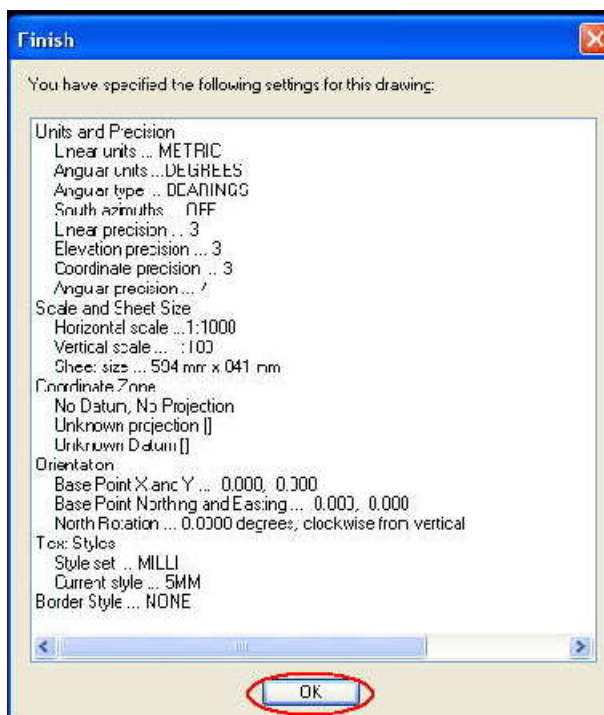 Finish
You have specified the following settings for this drawing:
Units and Precision
Linear units ... METRIC
Angular units ...DEGREES
Angular type ... BEARINGS
South azimuths ... OFF
Linear precision ... 3
Elevation precision ... 3
Coordinate precision ... 3
Angular precision ...
Scale and Sheet Size
Horizontal scale ...1:1000
Vertical scale ... 1:100
Sheet size ... mm x mm
Coordinate Zone
No Datum, No Projection
Unknown projection []
Unknown Datum []
Orientation
Base Point X and Y ... 0.000, 0.000
Base Point Northing and Easting ... 0.000, 0.000
North Rotation ... 0.0000 degrees, clockwise from vertical
Text Styles
Style set ... MILLI
Current style ... 5MM
Border Style ... NONE
OK